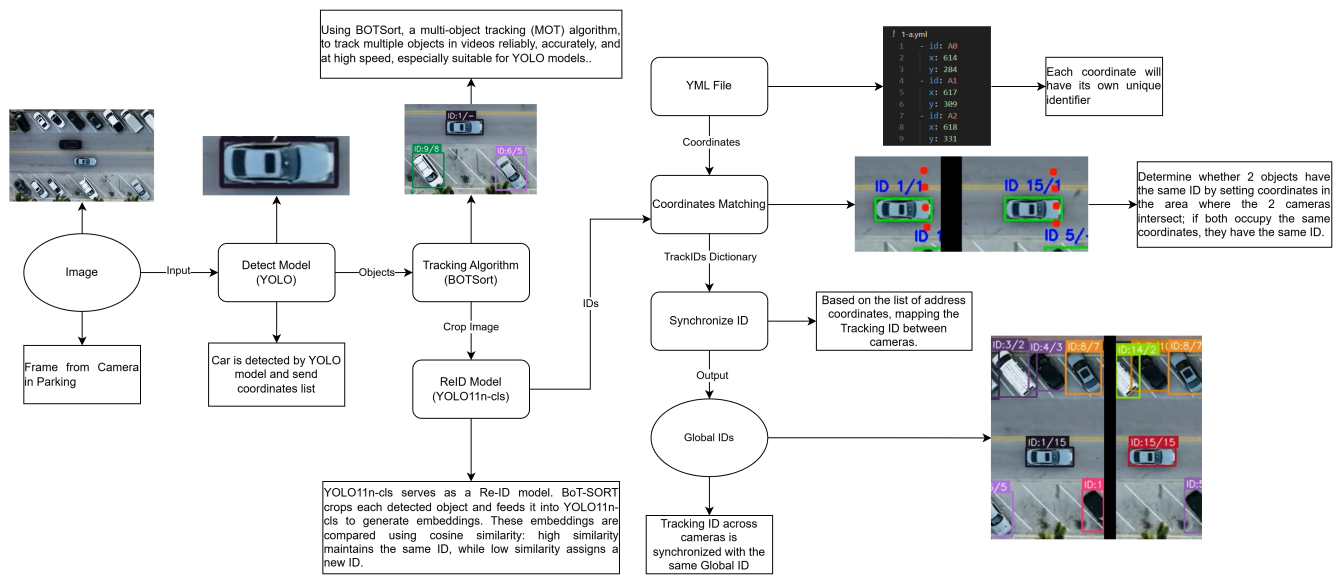 Using BOTSort, a multi-object tracking (MOT) algorithm,
to track multiple objects in videos reliably, accurately, and
at high speed, especially suitable for YOLO models..
ID:1/−
ID:9/8
ID:6/5
Image
Input
Frame from Camera
in Parking
Detect Model
(YOLO)
Objects
Car is detected by YOLO
model and send
coordinates list
Tracking Algorithm
(BOTSort)
Crop Image
ReID Model
(YOLO11n-cls)
IDs
YOLO11n-cls serves as a Re-ID model. BoT-SORT
crops each detected object and feeds it into YOLO11n-
cls to generate embeddings. These embeddings are
compared using cosine similarity: high similarity
maintains the same ID, while low similarity assigns a
new ID.
YML File
! 1-a.yml
1 - id: A0
2 x: 614
3 y: 284
4 - id: A1
5 x: 617
6 y: 309
7 - id: A2
8 x: 618
9 y: 331
Each coordinate will
have its own unique
identifier
Coordinates
Coordinates Matching
ID 1/1
ID 1
ID 15/1
ID 5/-
Determine whether 2 objects have
the same ID by setting coordinates in
the area where the 2 cameras
intersect; if both occupy the same
coordinates, they have the same ID.
TrackIDs Dictionary
Synchronize ID
Based on the list of address
coordinates, mapping the
Tracking ID between
cameras.
Output
Global IDs
Tracking ID across
cameras is
synchronized with the
same Global ID
ID:3/2
ID:4/3
ID:8/7
ID:14/2
ID:8/7
ID:1/15
ID:15/15
/5
ID:1
ID:5